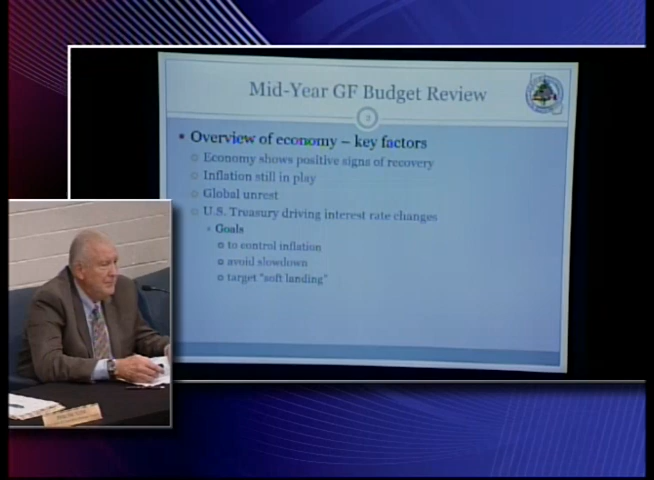 Mid-Year GF Budget Review
• Overview of economy – key factors
○ Economy shows positive signs of recovery
○ Inflation still in play
○ Global unrest
○ U.S. Treasury driving interest rate changes
• Goals
o to control inflation
o avoid slowdown
o target "soft landing"